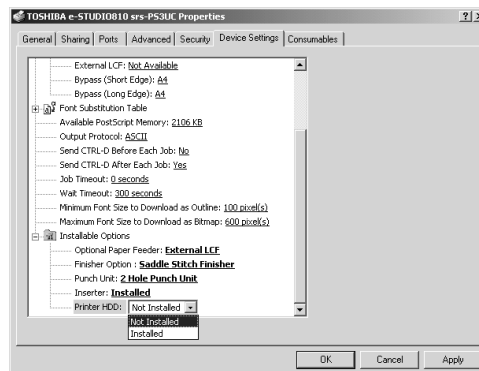 TOSHIBA e-STUDIO810 srs-PS3UC Properties
General Sharing Ports Advanced Security Device Settings Consumables
External LCF: Not Available
Bypass (Short Edge): A4
Bypass (Long Edge): A4
Font Substitution Table
Available PostScript Memory: 2106 KB
Output Protocol: ASCII
Send CTRL-D Before Each Job: No
Send CTRL-D After Each Job: Yes
Job Timeout: 0 seconds
Wait Timeout: 300 seconds
Minimum Font Size to Download as Outline: 100 pixel(s)
Maximum Font Size to Download as Bitmap: 600 pixel(s)
Installable Options
Optional Paper Feeder: External LCF
Finisher Option : Saddle Stitch Finisher
Punch Unit: 2 Hole Punch Unit
Inserter: Installed
Printer HDD: Not Installed
Not Installed
Installed
OK Cancel Apply